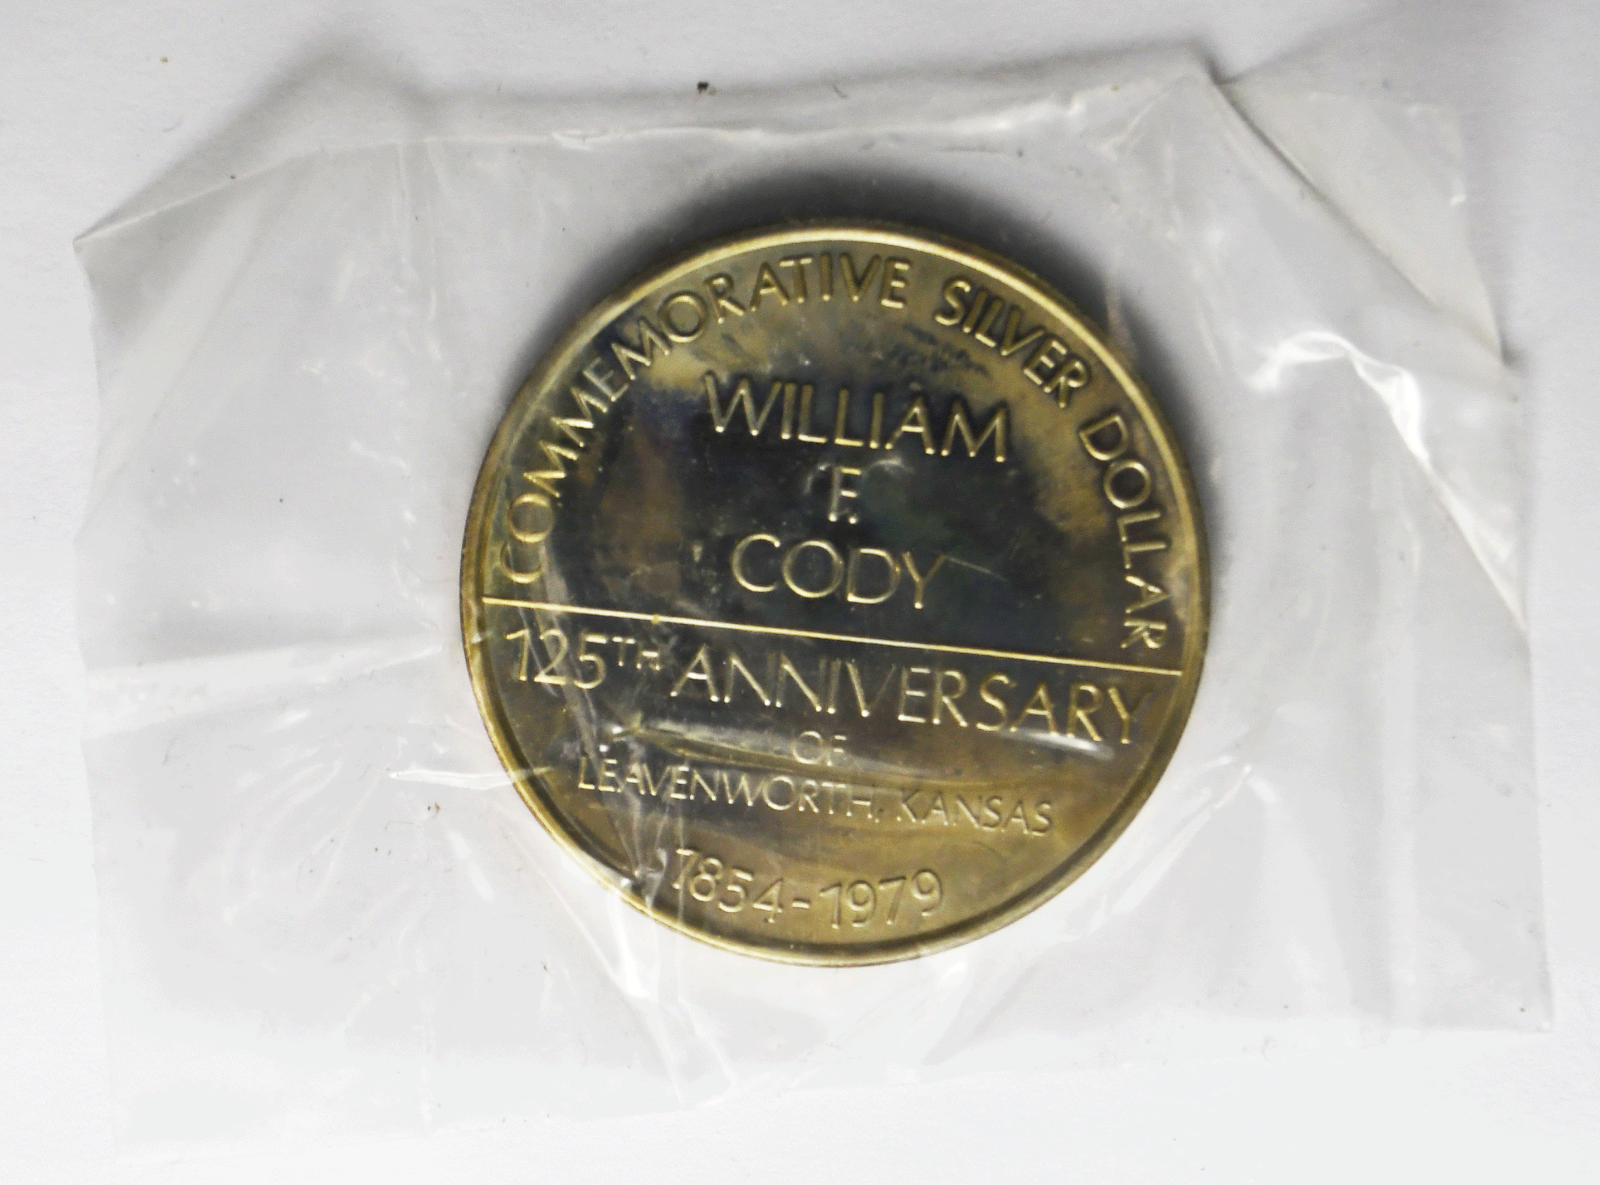 COMMEMORATIVE SILVER DOLLAR
WILLIAM
F.
CODY
125TH ANNIVERSARY
OF
LEAVENWORTH, KANSAS
1854-1979